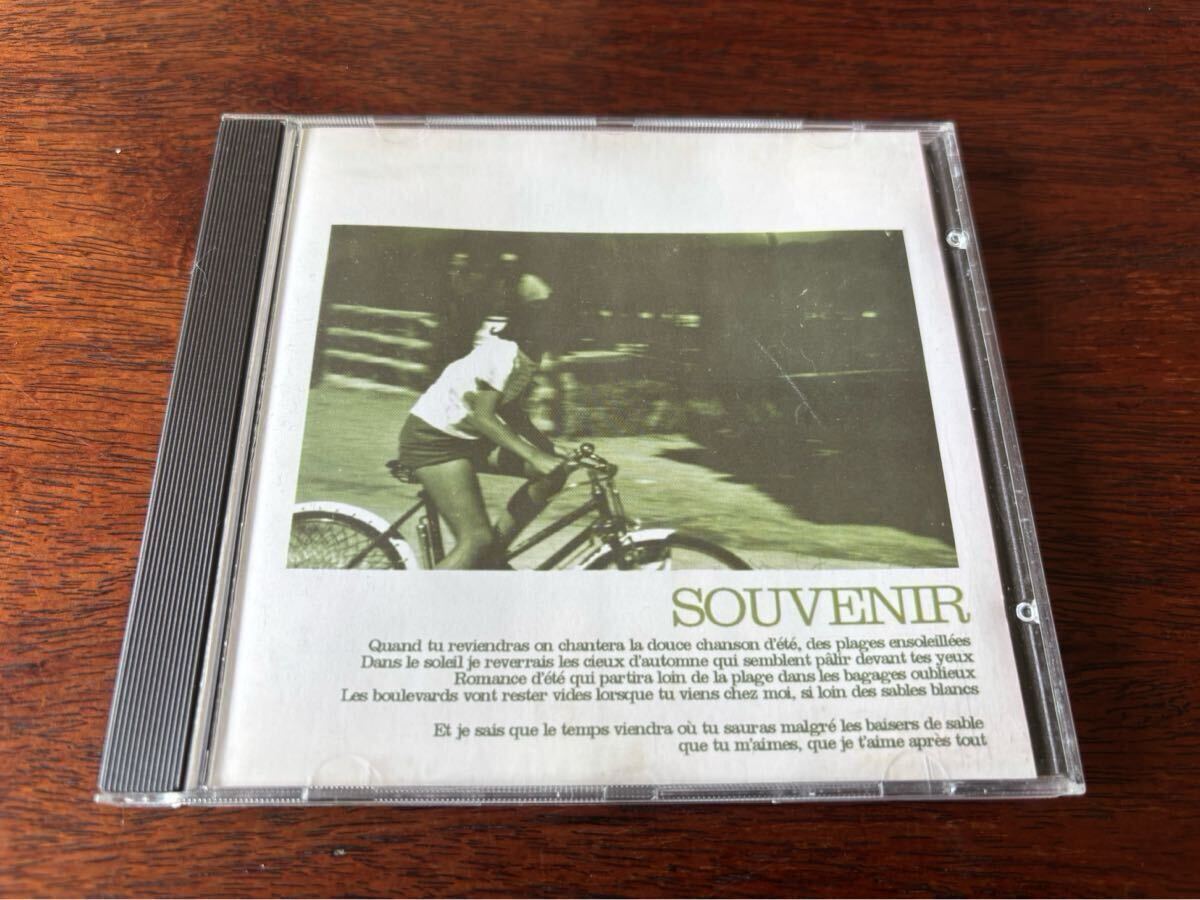 SOUVENIR
Quand tu reviendras on chantera la douce chanson d'été, des plages ensoleillées
Dans le soleil je reverrais les cieux d'automne qui semblent pâlir devant tes yeux
Romance d'été qui partira loin de la plage dans les bagages oublieux
Les boulevards vont rester vides lorsque tu viens chez moi, si loin des sables blancs
Et je sais que le temps viendra où tu sauras malgré les baisers de sable
que tu m'aimes, que je t'aime après tout